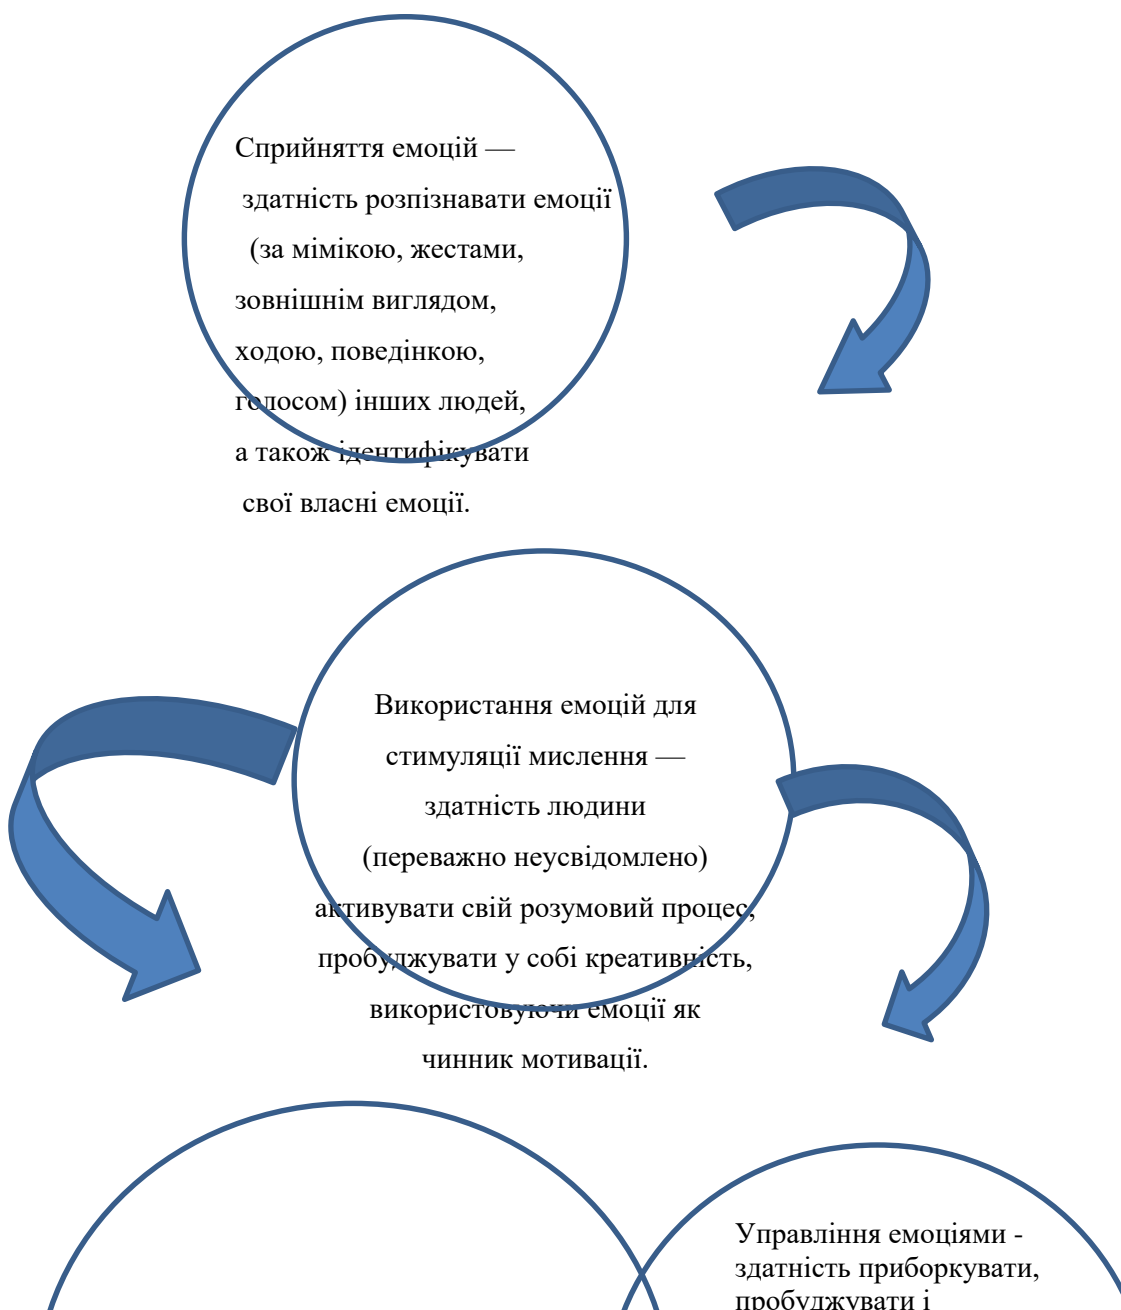 Сприйняття емоцій —
здатність розпізнавати емоції
(за мімікою, жестами,
зовнішнім виглядом,
ходою, поведінкою,
голосом) інших людей,
а також ідентифікувати
свої власні емоції.
Використання емоцій для
стимуляції мислення —
здатність людини
(переважно неусвідомлено)
активувати свій розумовий процес,
пробуджувати у собі креативність,
використовуючи емоції як
чинник мотивації.
Управління емоціями -
здатність приборкувати,
пробуджувати і